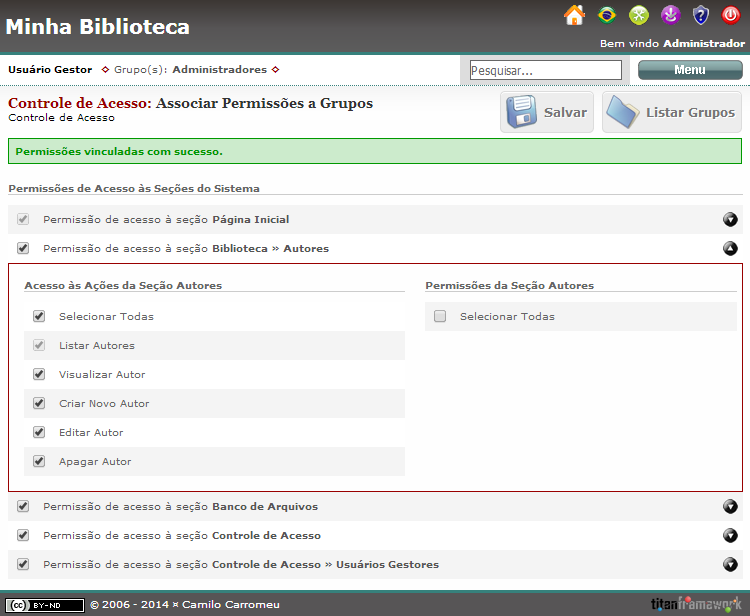 Minha Biblioteca
Bem vindo Administrador
Usuário Gestor ◇ Grupo(s): Administradores ◇
Pesquisar...
Menu
Controle de Acesso: Associar Permissões a Grupos
Controle de Acesso
Salvar
Listar Grupos
Permissões vinculadas com sucesso.
Permissões de Acesso às Seções do Sistema
Permissão de acesso à seção Página Inicial
Permissão de acesso à seção Biblioteca » Autores
Acesso às Ações da Seção Autores
Selecionar Todas
Listar Autores
Visualizar Autor
Criar Novo Autor
Editar Autor
Apagar Autor
Permissões da Seção Autores
Selecionar Todas
Permissão de acesso à seção Banco de Arquivos
Permissão de acesso à seção Controle de Acesso
Permissão de acesso à seção Controle de Acesso » Usuários Gestores
cc BY-ND © 2006 - 2014 ¤ Camilo Carromeu
titanframework